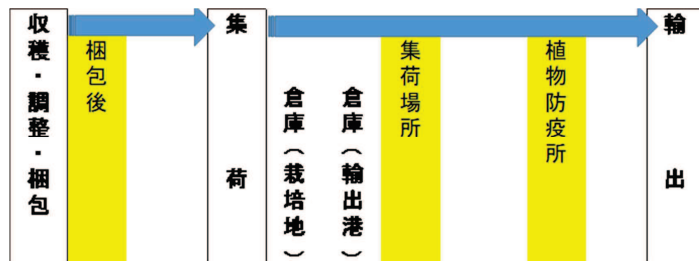 収穫・調整・梱包
梱包後
集荷
倉庫（栽培地）
倉庫（輸出港）
集荷場所
植物防疫所
輸出